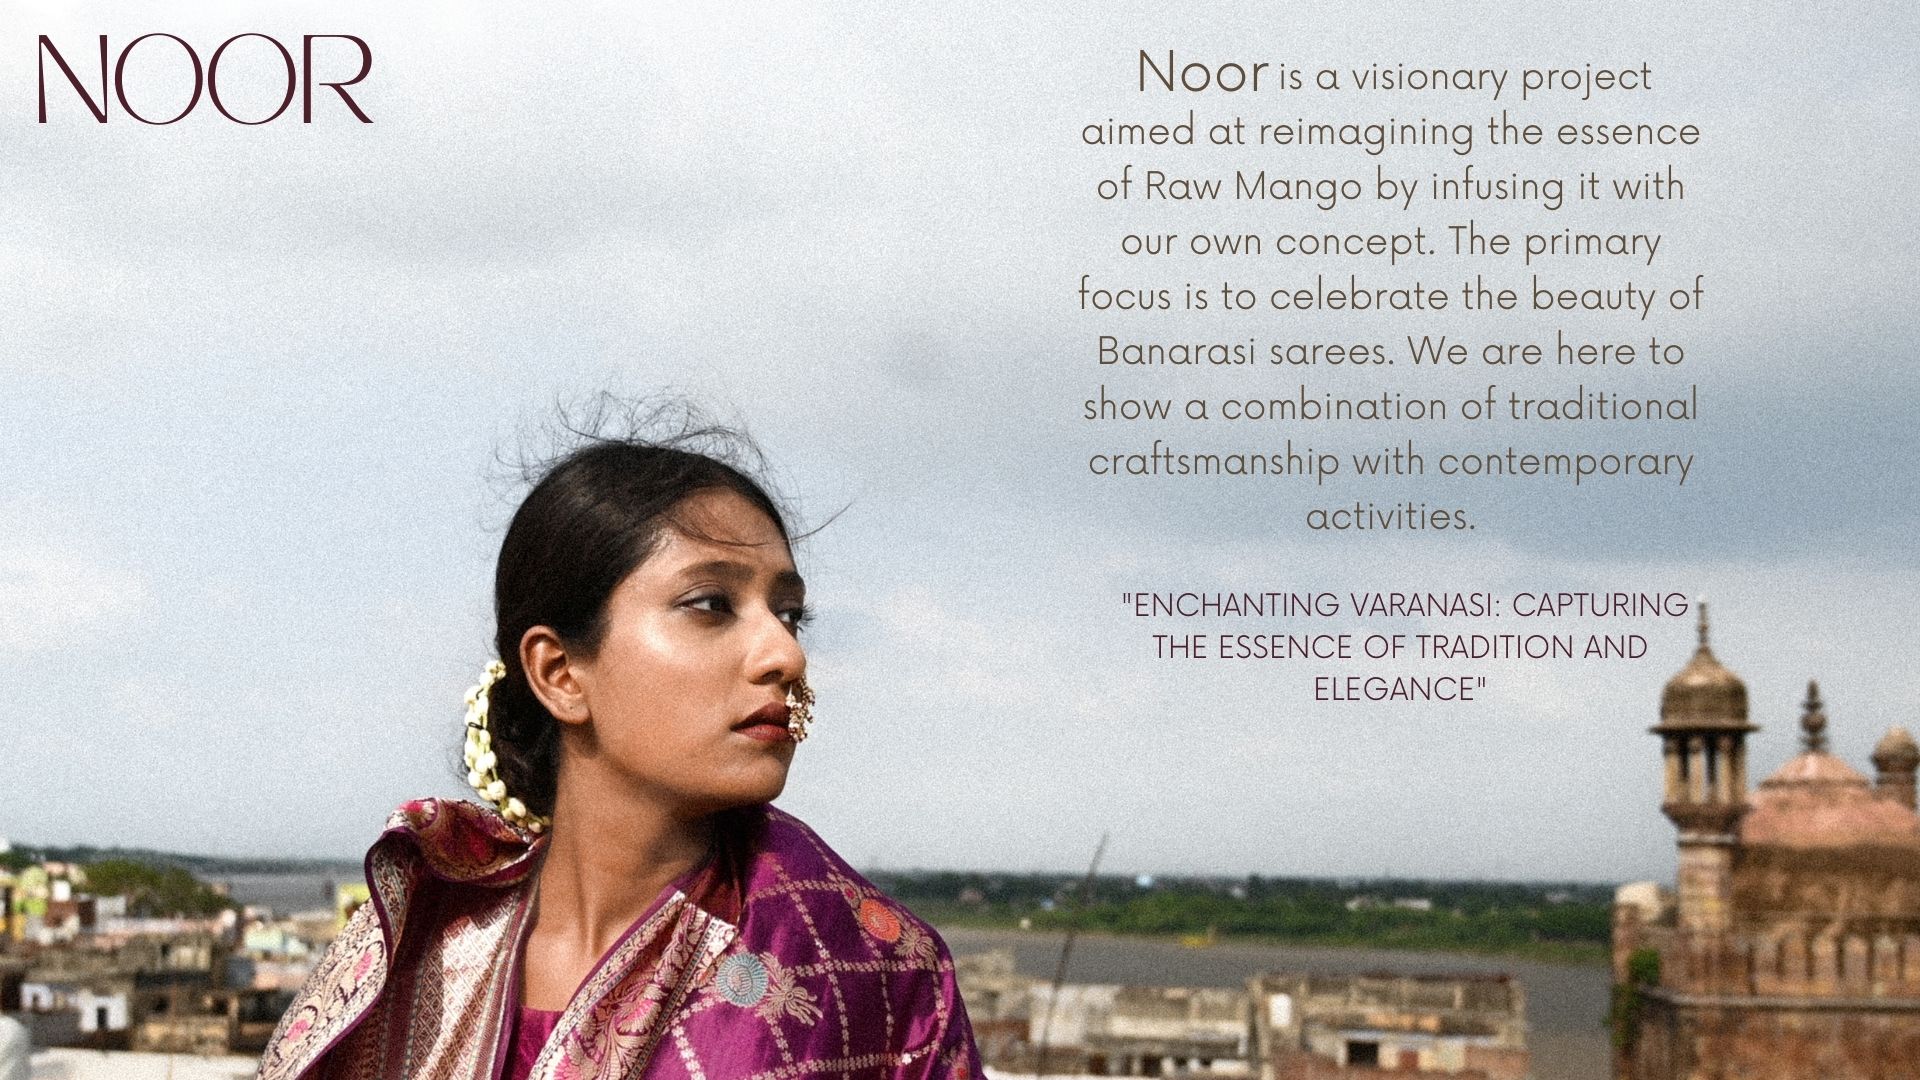 NOOR
Noor is a visionary project
aimed at reimagining the essence
of Raw Mango by infusing it with
our own concept. The primary
focus is to celebrate the beauty of
Banarasi sarees. We are here to
show a combination of traditional
craftsmanship with contemporary
activities.
"ENCHANTING VARANASI: CAPTURING
THE ESSENCE OF TRADITION AND
ELEGANCE"